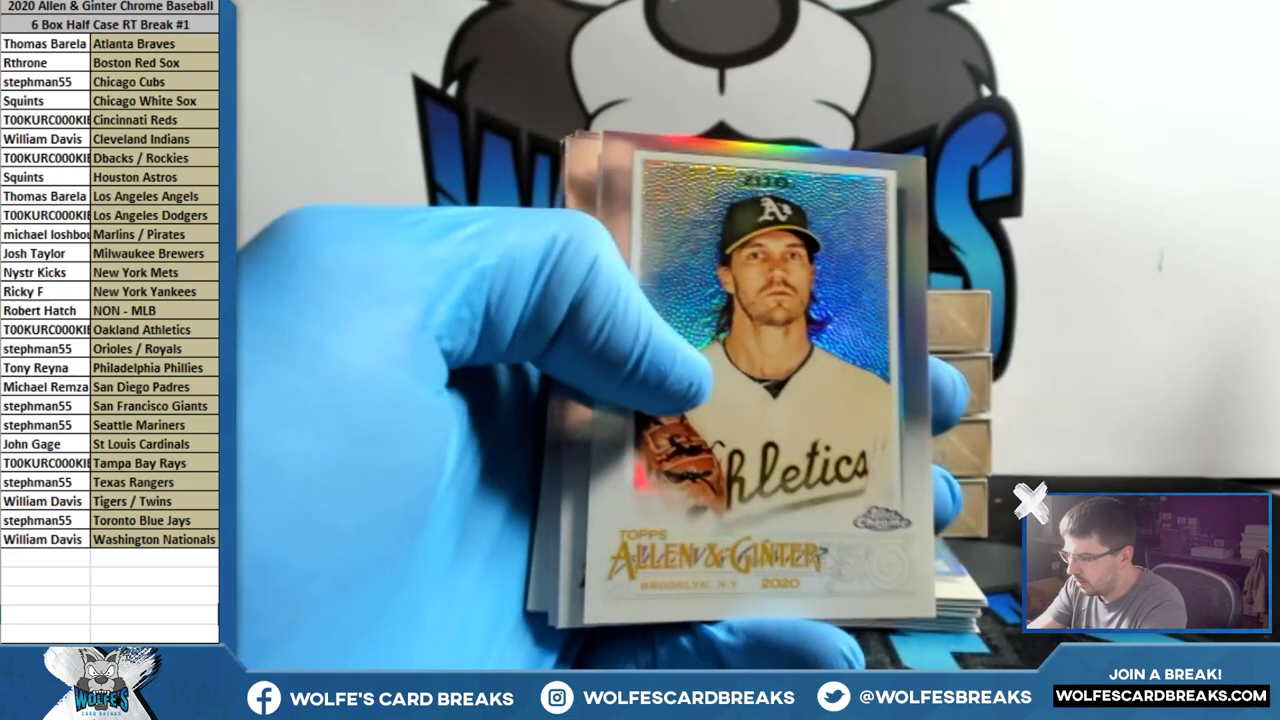 2020 Allen & Ginter Chrome Baseball
6 Box Half Case RT Break #1
Thomas Barela Atlanta Braves
Rthrone Boston Red Sox
stephman55 Chicago Cubs
Squints Chicago White Sox
T00KURC000KIE Cincinnati Reds
William Davis Cleveland Indians
T00KURC000KIE Dbacks / Rockies
Squints Houston Astros
Thomas Barela Los Angeles Angels
T00KURC000KIE Los Angeles Dodgers
michael loshbou Marlins / Pirates
Josh Taylor Milwaukee Brewers
Nystr Kicks New York Mets
Ricky F New York Yankees
Robert Hatch NON - MLB
T00KURC000KIE Oakland Athletics
stephman55 Orioles / Royals
Tony Reyna Philadelphia Phillies
Michael Remza San Diego Padres
stephman55 San Francisco Giants
stephman55 Seattle Mariners
John Gage St Louis Cardinals
T00KURC000KIE Tampa Bay Rays
stephman55 Texas Rangers
William Davis Tigers / Twins
stephman55 Toronto Blue Jays
William Davis Washington Nationals
ZITO
A's
hletics
Topps Chrome
TOPPS
ALLEN & GINTER
BROOKLYN, N.Y 2020
WOLFE'S
CARD BREAKS
WOLFE'S CARD BREAKS
WOLFESCARDBREAKS
@WOLFESBREAKS
JOIN A BREAK!
WOLFESCARDBREAKS.COM